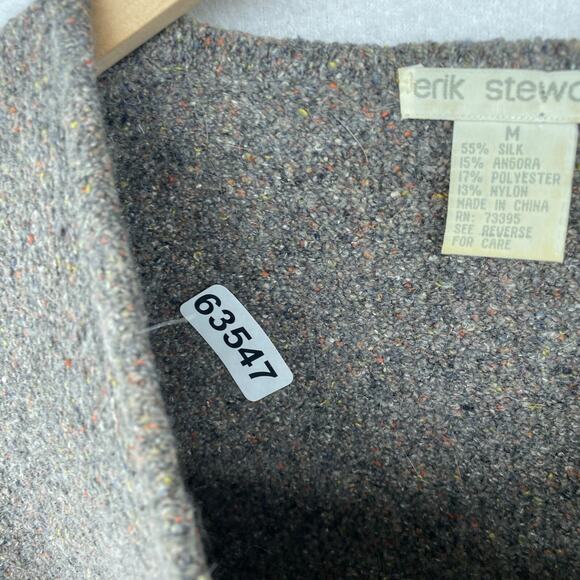 erik stewa
M
55% SILK
15% ANGORA
17% POLYESTER
13% NYLON
MADE IN CHINA
RN: 73395
SEE REVERSE
FOR CARE
63547